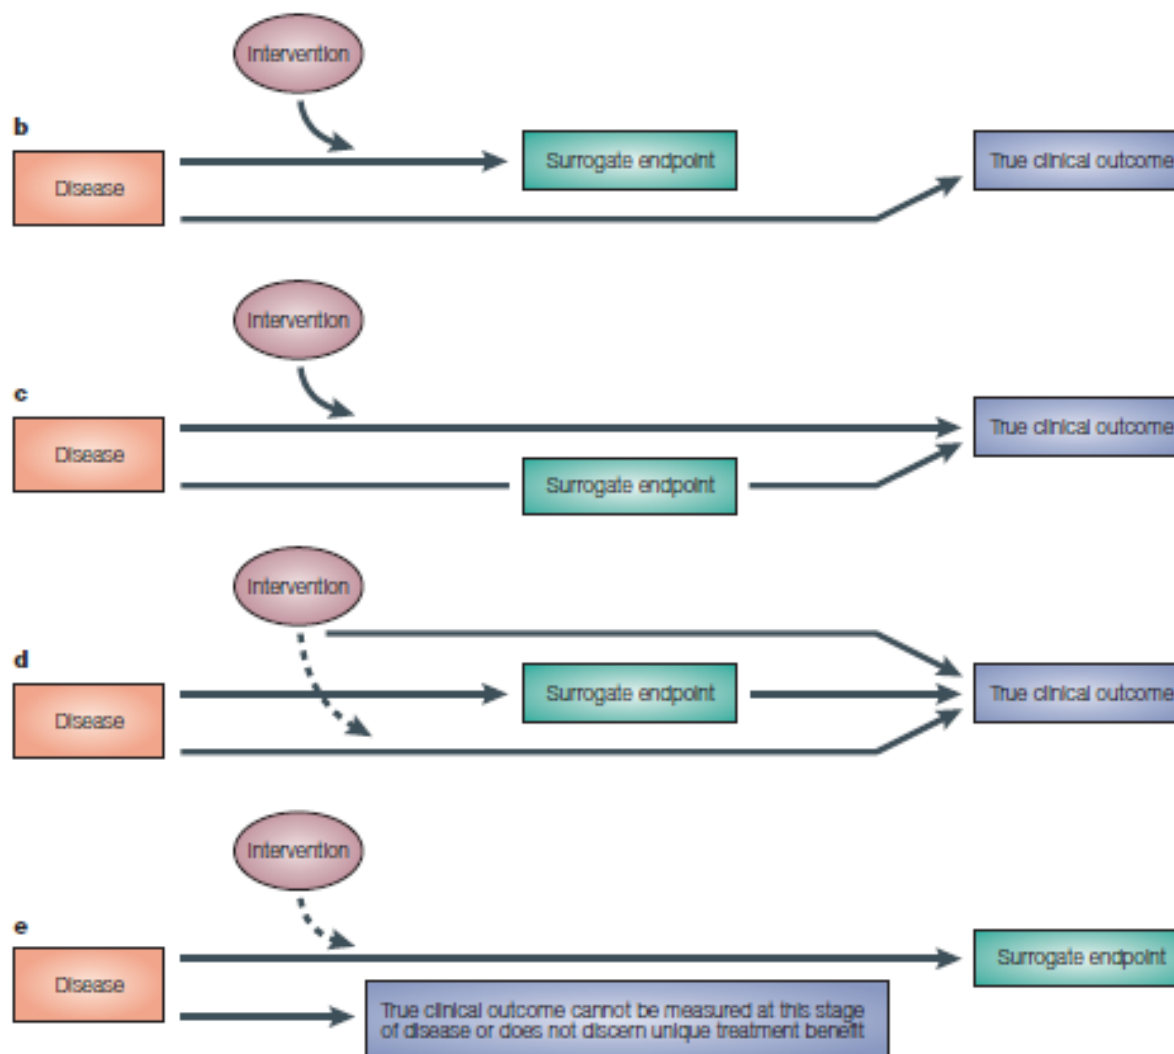 Intervention
b
Disease
Surrogate endpoint
True clinical outcome
Intervention
c
Disease
Surrogate endpoint
True clinical outcome
Intervention
d
Disease
Surrogate endpoint
True clinical outcome
Intervention
e
Disease
Surrogate endpoint
True clinical outcome cannot be measured at this stage
of disease or does not discern unique treatment benefit